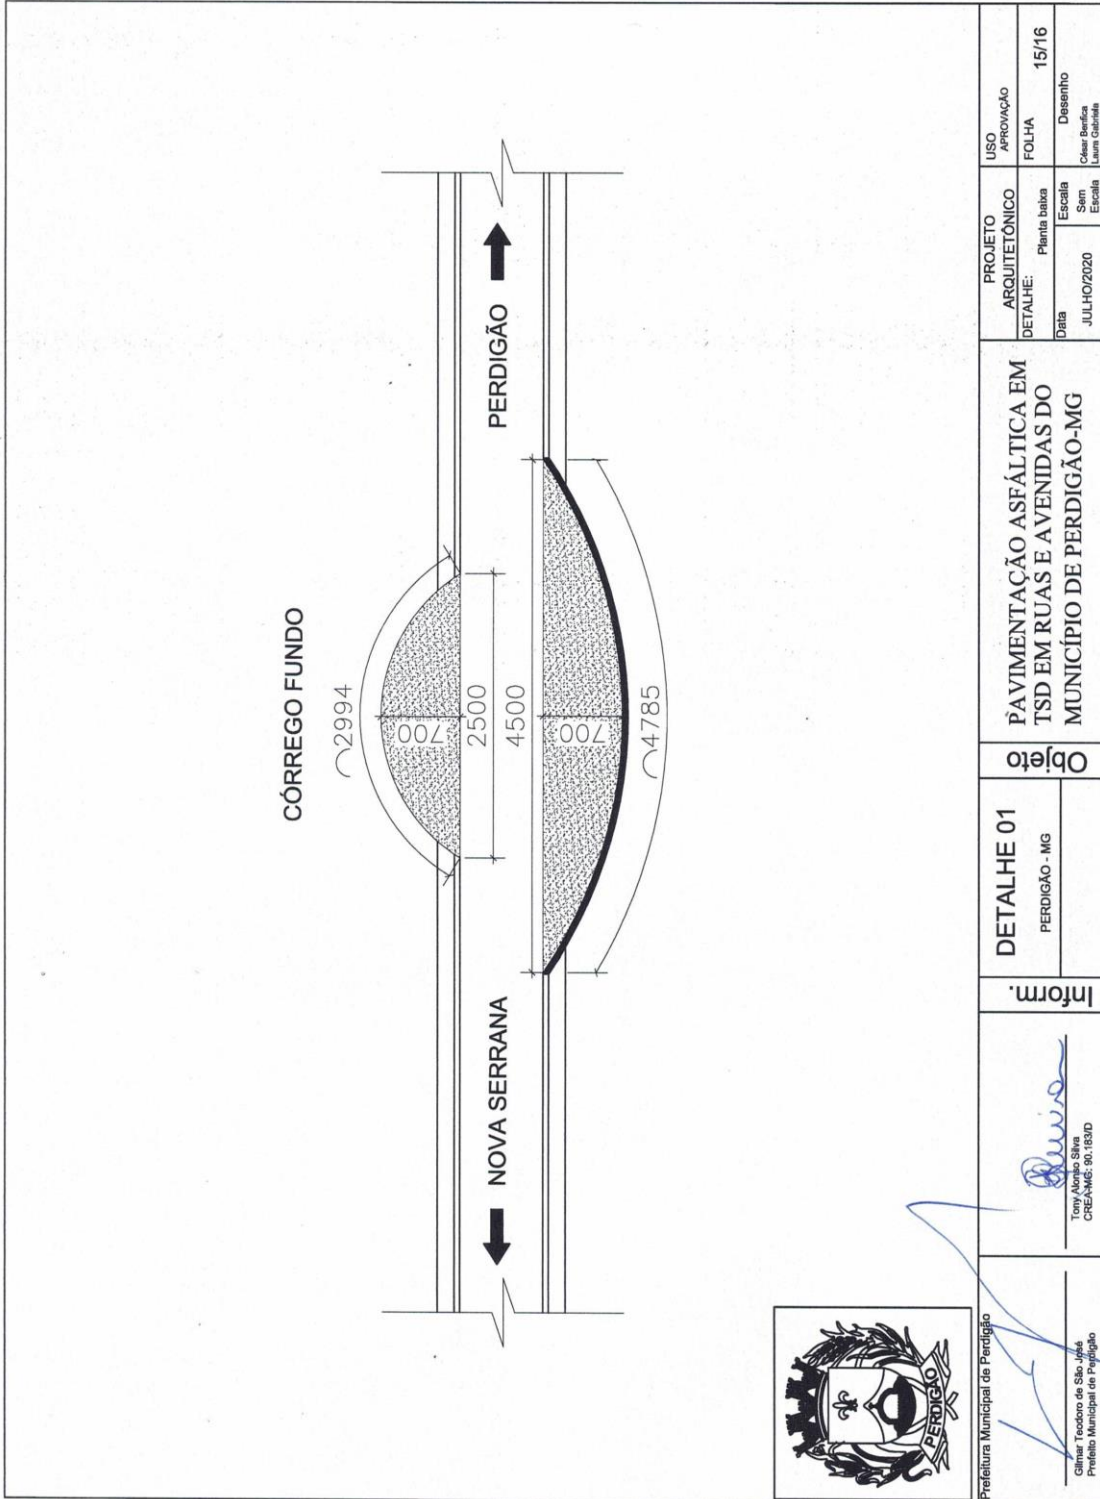 CÓRREGO FUNDO
2994
700
2500
4500
700
4785
NOVA SERRANA
PERDIGÃO
PERDIGÃO
Prefeitura Municipal de Perdigão
Gilmar Teodoro de São José
Prefeito Municipal de Perdigão
Tony Alonso Silva
CREA-MG: 90.183/D
Inform.
DETALHE 01
PERDIGÃO - MG
Objeto
PAVIMENTAÇÃO ASFÁLTICA EM
TSD EM RUAS E AVENIDAS DO
MUNICÍPIO DE PERDIGÃO-MG
PROJETO
ARQUITETÔNICO
USO
APROVAÇÃO
DETALHE:
Planta baixa
FOLHA
15/16
Data
JULHO/2020
Escala
Sem
Escala
Desenho
César Benfica
Laura Gabriela